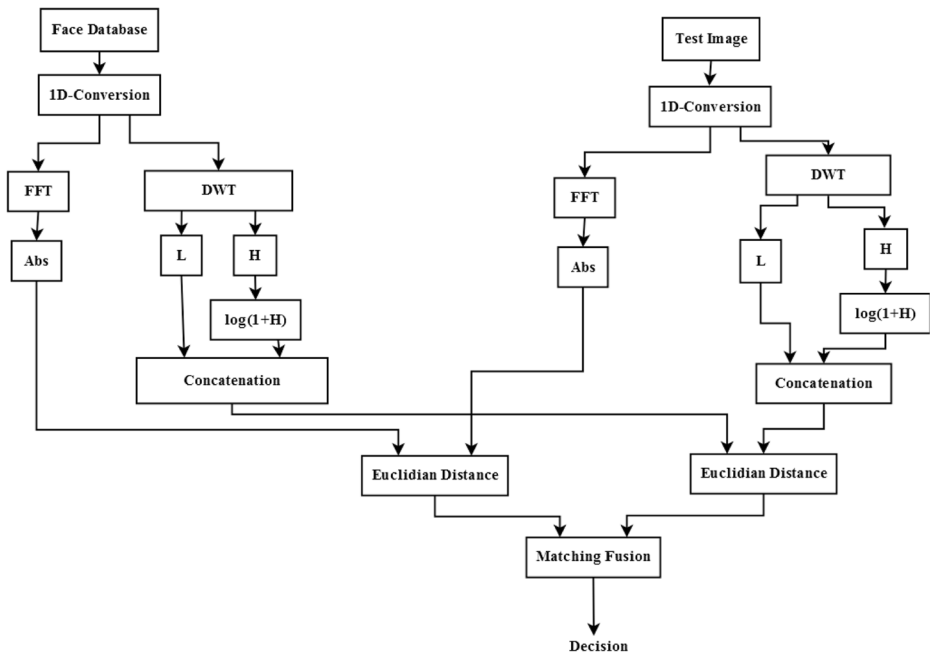 Face Database
Test Image
1D-Conversion
1D-Conversion
FFT
DWT
FFT
DWT
Abs
L
H
Abs
L
H
log(1+H)
log(1+H)
Concatenation
Concatenation
Euclidian Distance
Euclidian Distance
Matching Fusion
Decision